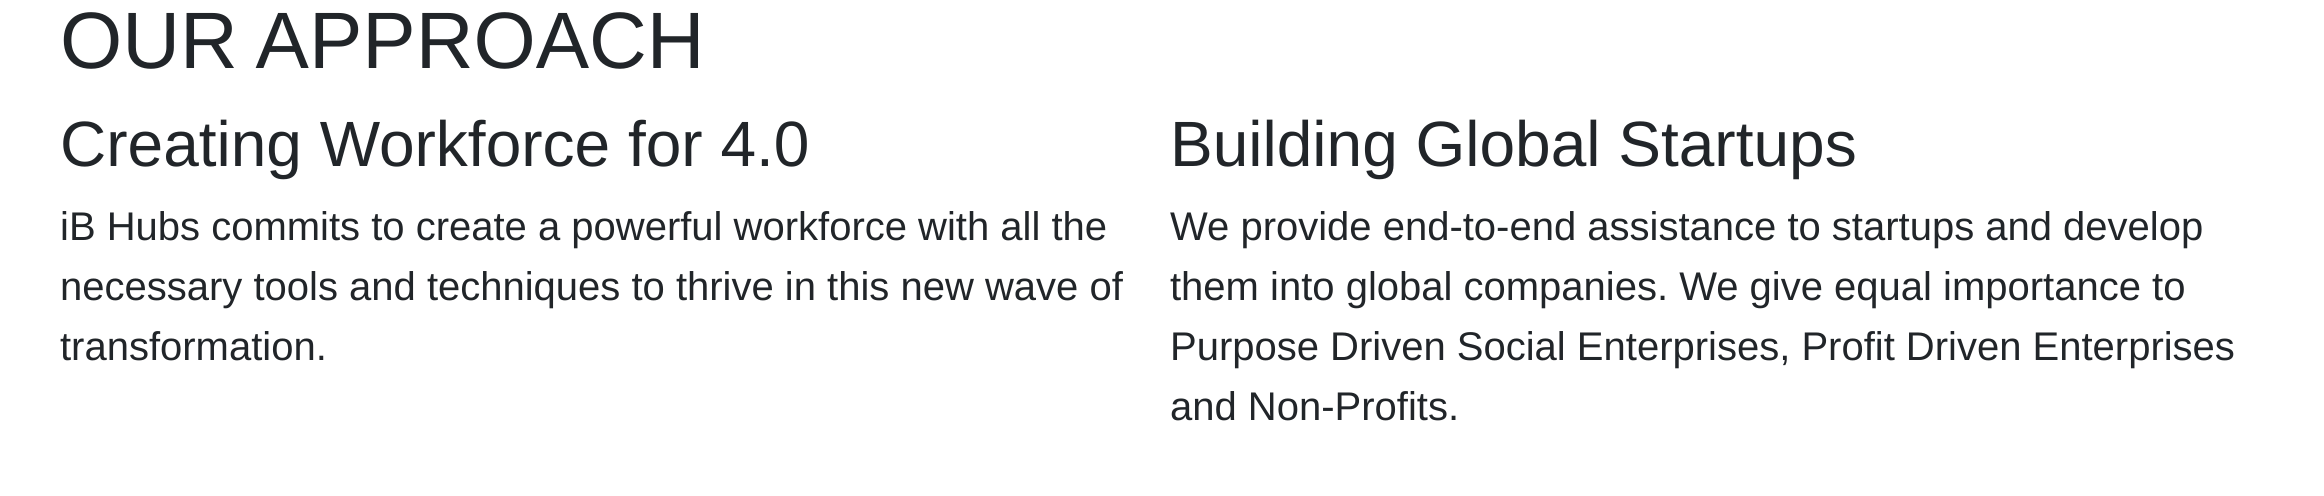 OUR APPROACH
Creating Workforce for 4.0
iB Hubs commits to create a powerful workforce with all the
necessary tools and techniques to thrive in this new wave of
transformation.
Building Global Startups
We provide end-to-end assistance to startups and develop
them into global companies. We give equal importance to
Purpose Driven Social Enterprises, Profit Driven Enterprises
and Non-Profits.